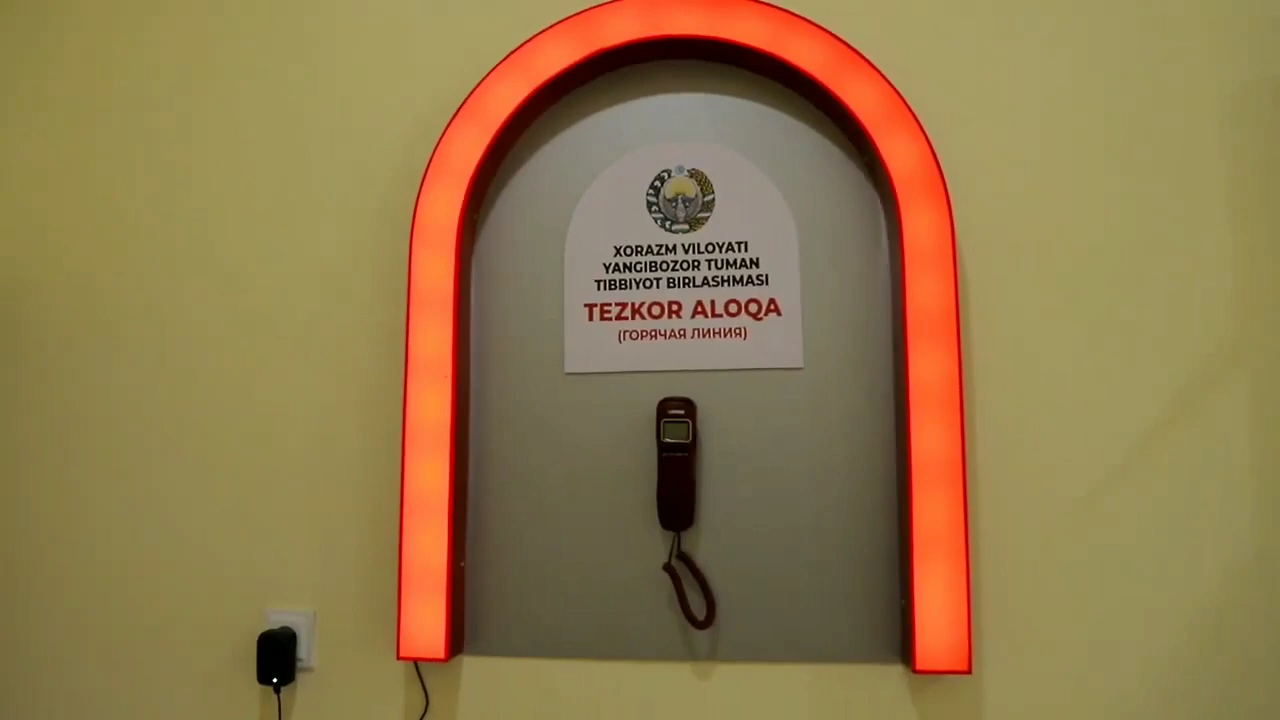 XORAZM VILOYATI
YANGIBOZOR TUMAN
TIBBIYOT BIRLASHMASI
TEZKOR ALOQA
(ГОРЯЧАЯ ЛИНИЯ)